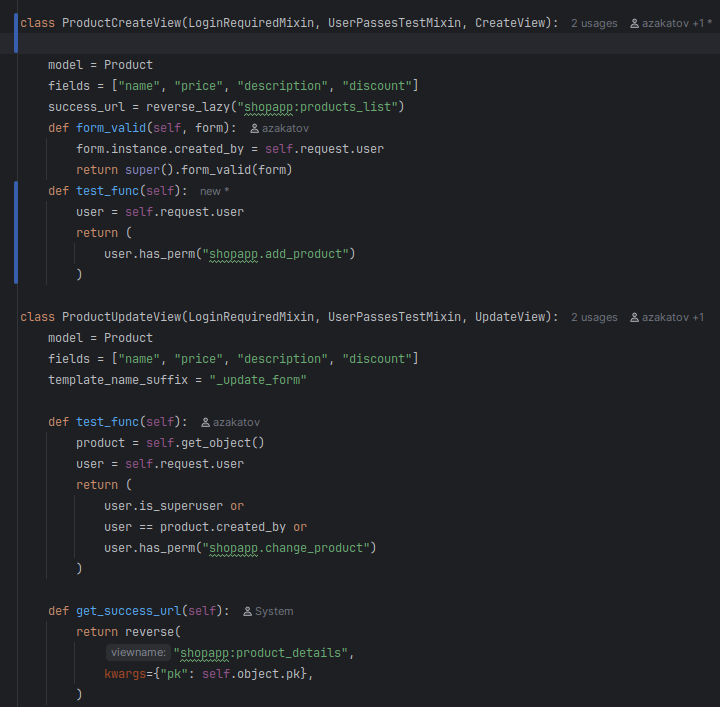 class ProductCreateView(LoginRequiredMixin, UserPassesTestMixin, CreateView): 2 usages azakatov +1 *
model = Product
fields = ["name", "price", "description", "discount"]
success_url = reverse_lazy("shopapp:products_list")
def form_valid(self, form): azakatov
form.instance.created_by = self.request.user
return super().form_valid(form)
def test_func(self): new *
user = self.request.user
return (
user.has_perm("shopapp.add_product")
)
class ProductUpdateView(LoginRequiredMixin, UserPassesTestMixin, UpdateView): 2 usages azakatov +1
model = Product
fields = ["name", "price", "description", "discount"]
template_name_suffix = "_update_form"
def test_func(self): azakatov
product = self.get_object()
user = self.request.user
return (
user.is_superuser or
user == product.created_by or
user.has_perm("shopapp.change_product")
)
def get_success_url(self): System
return reverse(
viewname: "shopapp:product_details",
kwargs={"pk": self.object.pk},
)